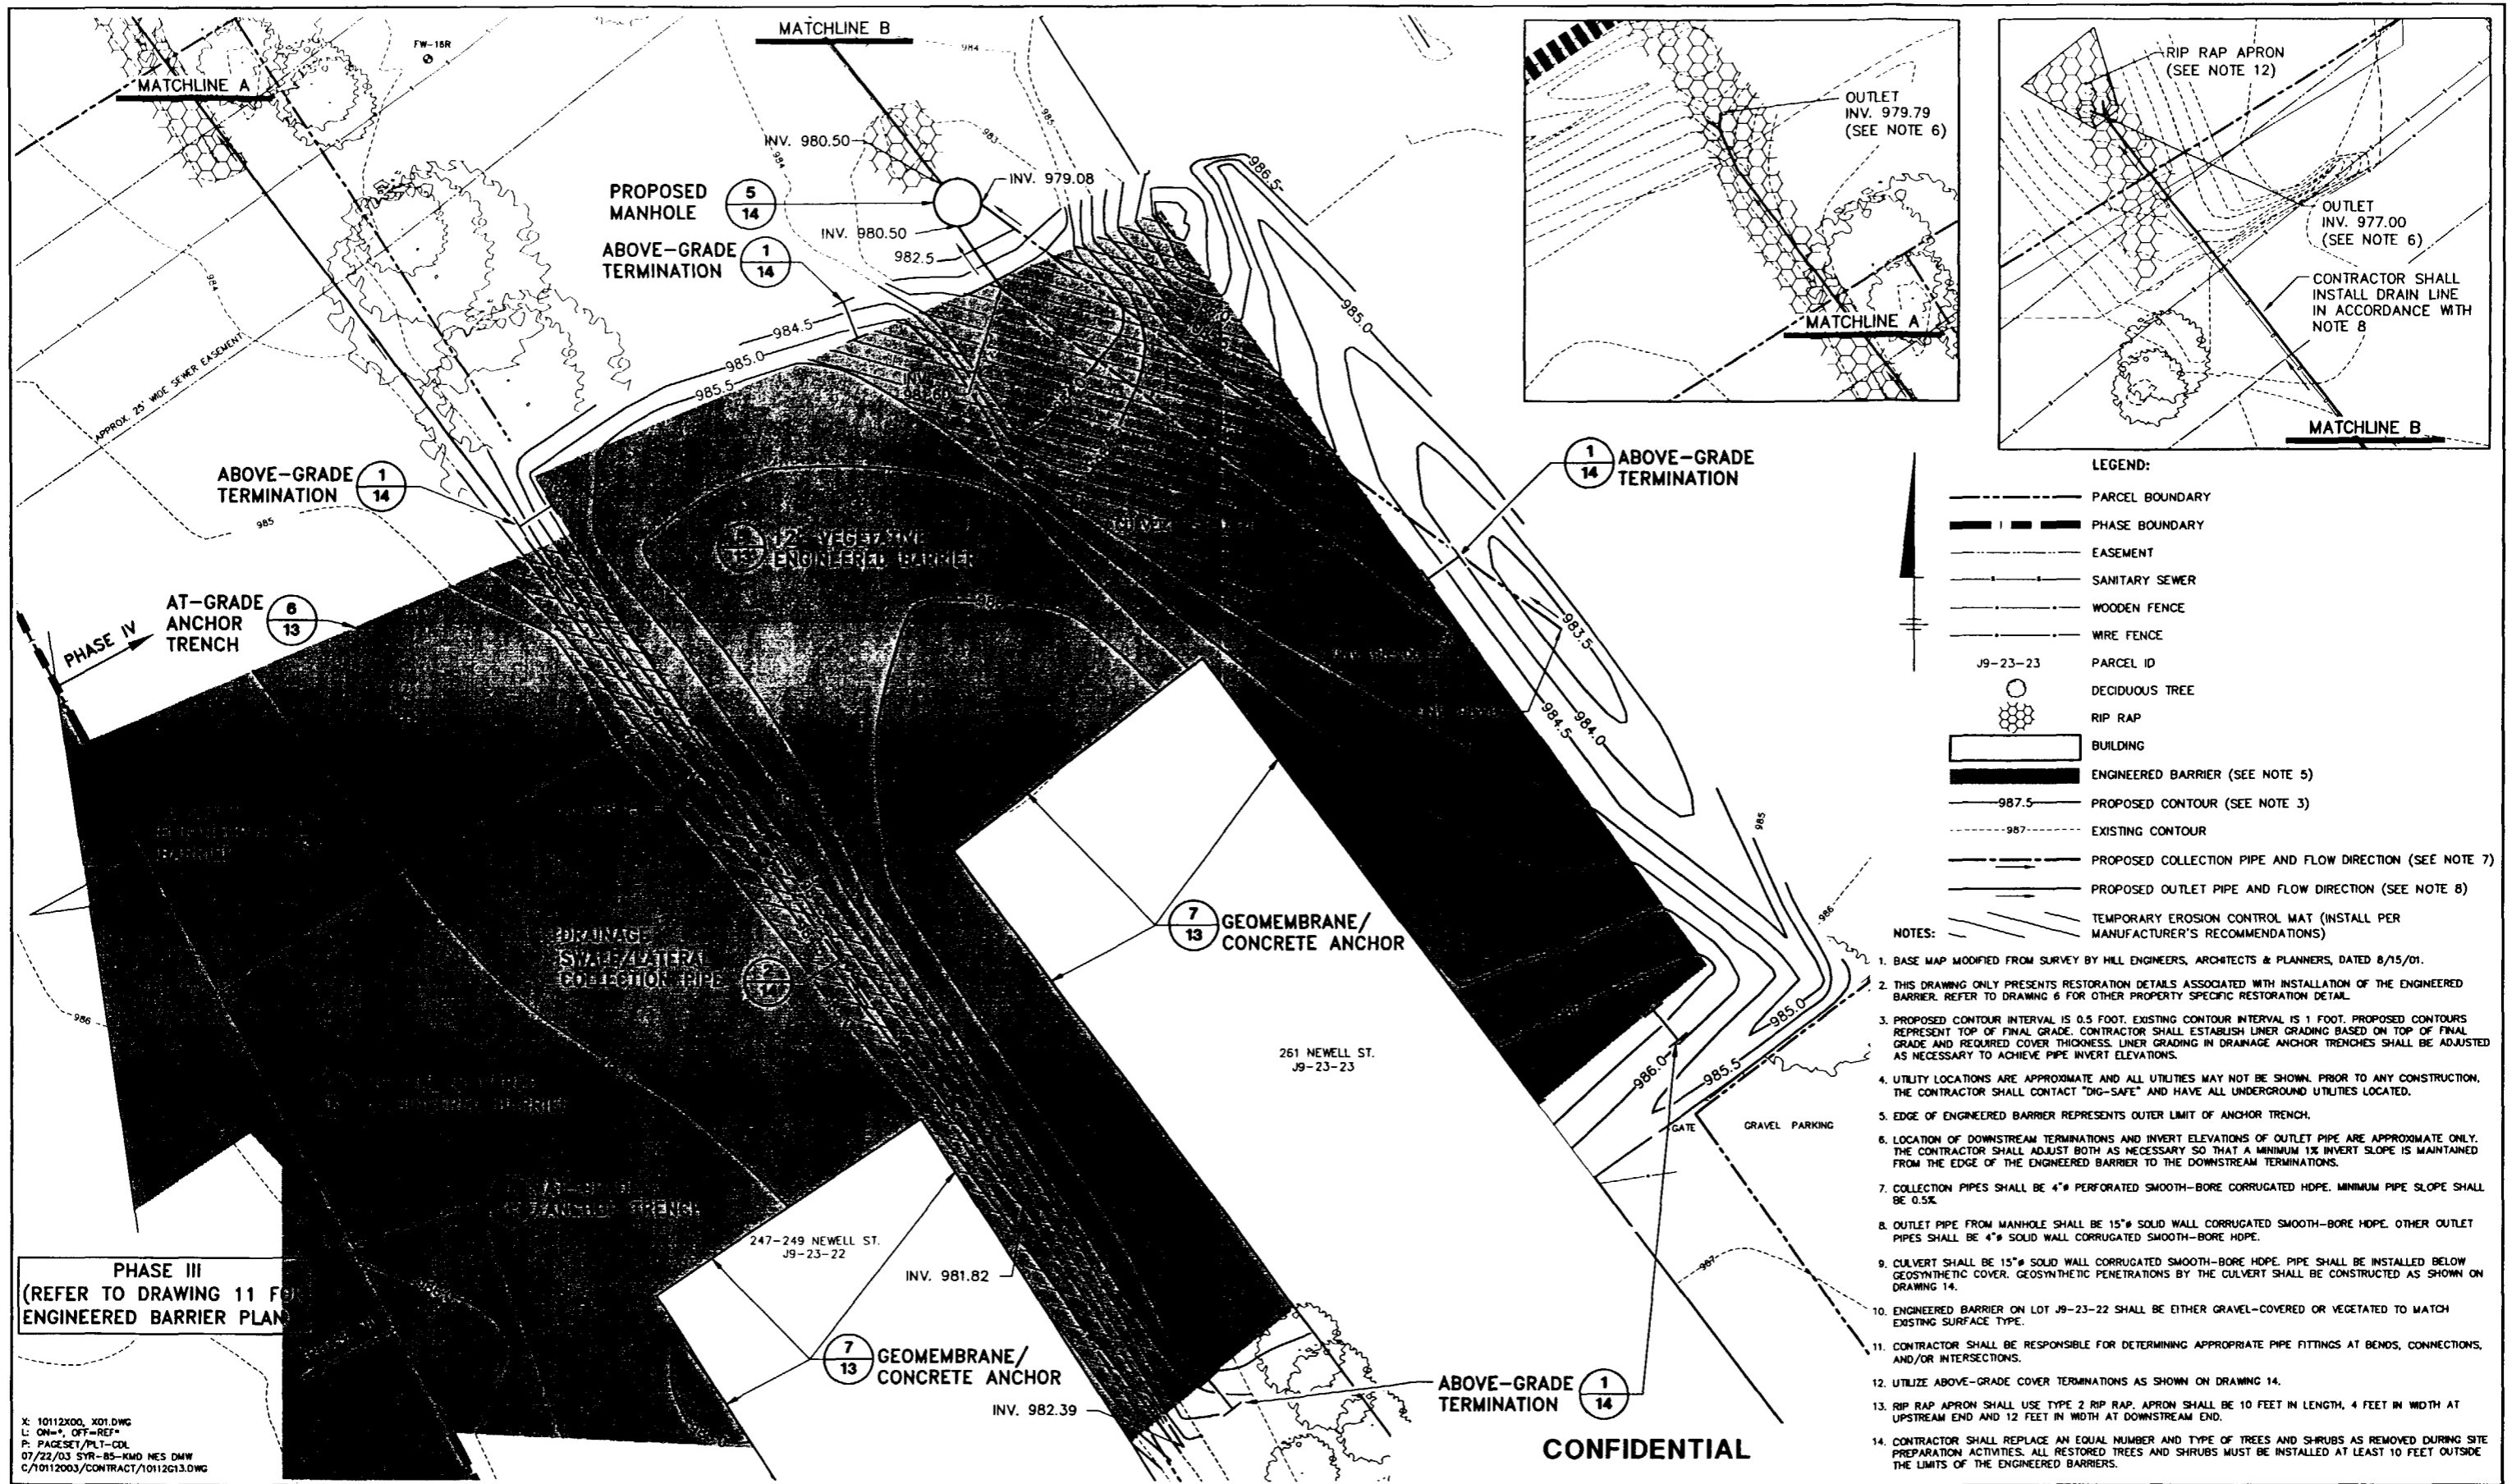 MATCHLINE A
FW-16R
MATCHLINE B
984
985
983
984
INV. 980.50
INV. 979.08
PROPOSED
MANHOLE
5
14
INV. 980.50
982.5
ABOVE-GRADE
TERMINATION
1
14
986.5
985.0
984.5
985.0
985.5
984
APPROX 25' WIDE SEWER EASEMENT
ABOVE-GRADE
TERMINATION
1
14
985
AT-GRADE
ANCHOR
TRENCH
6
13
PHASE IV
VEGETATIVE
ENGINEERED BARRIER
ABOVE-GRADE
TERMINATION
1
14
983.5
984.0
984.5
7
13
GEOMEMBRANE/
CONCRETE ANCHOR
DRAINAGE
SWALE/LATERAL
COLLECTION PIPE
2
14
986
985
986
985.0
985.5
986.0
261 NEWELL ST.
J9-23-23
GATE
GRAVEL PARKING
987
247-249 NEWELL ST.
J9-23-22
INV. 981.82
PHASE III
(REFER TO DRAWING 11 FO
ENGINEERED BARRIER PLAN
7
13
GEOMEMBRANE/
CONCRETE ANCHOR
INV. 982.39
ABOVE-GRADE
TERMINATION
1
14
CONFIDENTIAL
X: 10112X00, X01.DWG
L: ON=*, OFF=REF*
P: PAGESET/PLT-CDL
07/22/03 SYR-85-KMD NES DMW
C/10112003/CONTRACT/10112G13.DWG
OUTLET
INV. 979.79
(SEE NOTE 6)
MATCHLINE A
RIP RAP APRON
(SEE NOTE 12)
OUTLET
INV. 977.00
(SEE NOTE 6)
CONTRACTOR SHALL
INSTALL DRAIN LINE
IN ACCORDANCE WITH
NOTE 8
MATCHLINE B
LEGEND:
PARCEL BOUNDARY
PHASE BOUNDARY
EASEMENT
SANITARY SEWER
WOODEN FENCE
WIRE FENCE
J9-23-23 PARCEL ID
DECIDUOUS TREE
RIP RAP
BUILDING
ENGINEERED BARRIER (SEE NOTE 5)
987.5 PROPOSED CONTOUR (SEE NOTE 3)
987 EXISTING CONTOUR
PROPOSED COLLECTION PIPE AND FLOW DIRECTION (SEE NOTE 7)
PROPOSED OUTLET PIPE AND FLOW DIRECTION (SEE NOTE 8)
TEMPORARY EROSION CONTROL MAT (INSTALL PER
MANUFACTURER'S RECOMMENDATIONS)
NOTES:
1. BASE MAP MODIFIED FROM SURVEY BY HILL ENGINEERS, ARCHITECTS & PLANNERS, DATED 8/15/01.
2. THIS DRAWING ONLY PRESENTS RESTORATION DETAILS ASSOCIATED WITH INSTALLATION OF THE ENGINEERED
BARRIER. REFER TO DRAWING 6 FOR OTHER PROPERTY SPECIFIC RESTORATION DETAIL.
3. PROPOSED CONTOUR INTERVAL IS 0.5 FOOT. EXISTING CONTOUR INTERVAL IS 1 FOOT. PROPOSED CONTOURS
REPRESENT TOP OF FINAL GRADE. CONTRACTOR SHALL ESTABLISH LINER GRADING BASED ON TOP OF FINAL
GRADE AND REQUIRED COVER THICKNESS. LINER GRADING IN DRAINAGE ANCHOR TRENCHES SHALL BE ADJUSTED
AS NECESSARY TO ACHIEVE PIPE INVERT ELEVATIONS.
4. UTILITY LOCATIONS ARE APPROXIMATE AND ALL UTILITIES MAY NOT BE SHOWN. PRIOR TO ANY CONSTRUCTION,
THE CONTRACTOR SHALL CONTACT "DIG-SAFE" AND HAVE ALL UNDERGROUND UTILITIES LOCATED.
5. EDGE OF ENGINEERED BARRIER REPRESENTS OUTER LIMIT OF ANCHOR TRENCH.
6. LOCATION OF DOWNSTREAM TERMINATIONS AND INVERT ELEVATIONS OF OUTLET PIPE ARE APPROXIMATE ONLY.
THE CONTRACTOR SHALL ADJUST BOTH AS NECESSARY SO THAT A MINIMUM 1% INVERT SLOPE IS MAINTAINED
FROM THE EDGE OF THE ENGINEERED BARRIER TO THE DOWNSTREAM TERMINATIONS.
7. COLLECTION PIPES SHALL BE 4"ø PERFORATED SMOOTH-BORE CORRUGATED HDPE. MINIMUM PIPE SLOPE SHALL
BE 0.5%
8. OUTLET PIPE FROM MANHOLE SHALL BE 15"ø SOLID WALL CORRUGATED SMOOTH-BORE HDPE. OTHER OUTLET
PIPES SHALL BE 4"ø SOLID WALL CORRUGATED SMOOTH-BORE HDPE.
9. CULVERT SHALL BE 15"ø SOLID WALL CORRUGATED SMOOTH-BORE HDPE. PIPE SHALL BE INSTALLED BELOW
GEOSYNTHETIC COVER. GEOSYNTHETIC PENETRATIONS BY THE CULVERT SHALL BE CONSTRUCTED AS SHOWN ON
DRAWING 14.
10. ENGINEERED BARRIER ON LOT J9-23-22 SHALL BE EITHER GRAVEL-COVERED OR VEGETATED TO MATCH
EXISTING SURFACE TYPE.
11. CONTRACTOR SHALL BE RESPONSIBLE FOR DETERMINING APPROPRIATE PIPE FITTINGS AT BENDS, CONNECTIONS,
AND/OR INTERSECTIONS.
12. UTILIZE ABOVE-GRADE COVER TERMINATIONS AS SHOWN ON DRAWING 14.
13. RIP RAP APRON SHALL USE TYPE 2 RIP RAP. APRON SHALL BE 10 FEET IN LENGTH, 4 FEET IN WIDTH AT
UPSTREAM END AND 12 FEET IN WIDTH AT DOWNSTREAM END.
14. CONTRACTOR SHALL REPLACE AN EQUAL NUMBER AND TYPE OF TREES AND SHRUBS AS REMOVED DURING SITE
PREPARATION ACTIVITIES. ALL RESTORED TREES AND SHRUBS MUST BE INSTALLED AT LEAST 10 FEET OUTSIDE
THE LIMITS OF THE ENGINEERED BARRIERS.